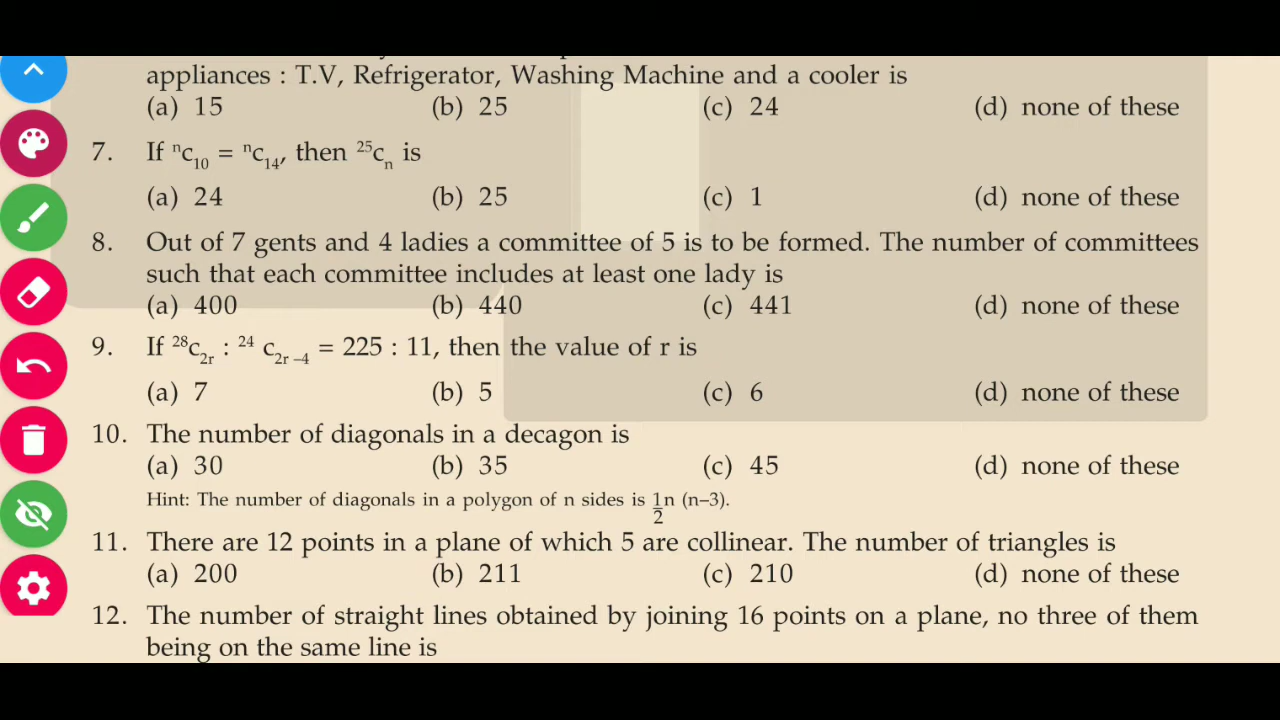 appliances : T.V, Refrigerator, Washing Machine and a cooler is
(a) 15 (b) 25 (c) 24 (d) none of these
7. If ⁿc₁₀ = ⁿc₁₄, then ²⁵cₙ is
(a) 24 (b) 25 (c) 1 (d) none of these
8. Out of 7 gents and 4 ladies a committee of 5 is to be formed. The number of committees
such that each committee includes at least one lady is
(a) 400 (b) 440 (c) 441 (d) none of these
9. If ²⁸c₂ᵣ : ²⁴ c₂ᵣ ₋₄ = 225 : 11, then the value of r is
(a) 7 (b) 5 (c) 6 (d) none of these
10. The number of diagonals in a decagon is
(a) 30 (b) 35 (c) 45 (d) none of these
Hint: The number of diagonals in a polygon of n sides is 1/2 n (n–3).
11. There are 12 points in a plane of which 5 are collinear. The number of triangles is
(a) 200 (b) 211 (c) 210 (d) none of these
12. The number of straight lines obtained by joining 16 points on a plane, no three of them
being on the same line is